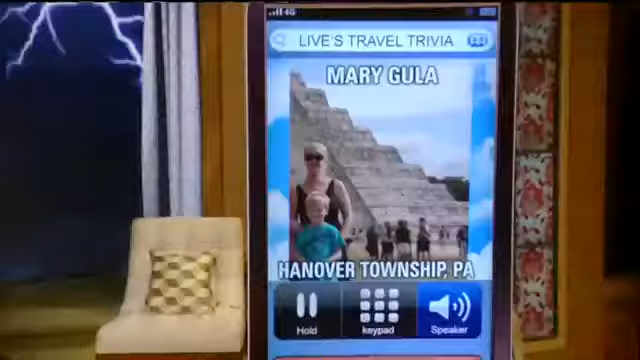 4G
LIVE'S TRAVEL TRIVIA
MARY GULA
HANOVER TOWNSHIP, PA
Hold
keypad
Speaker